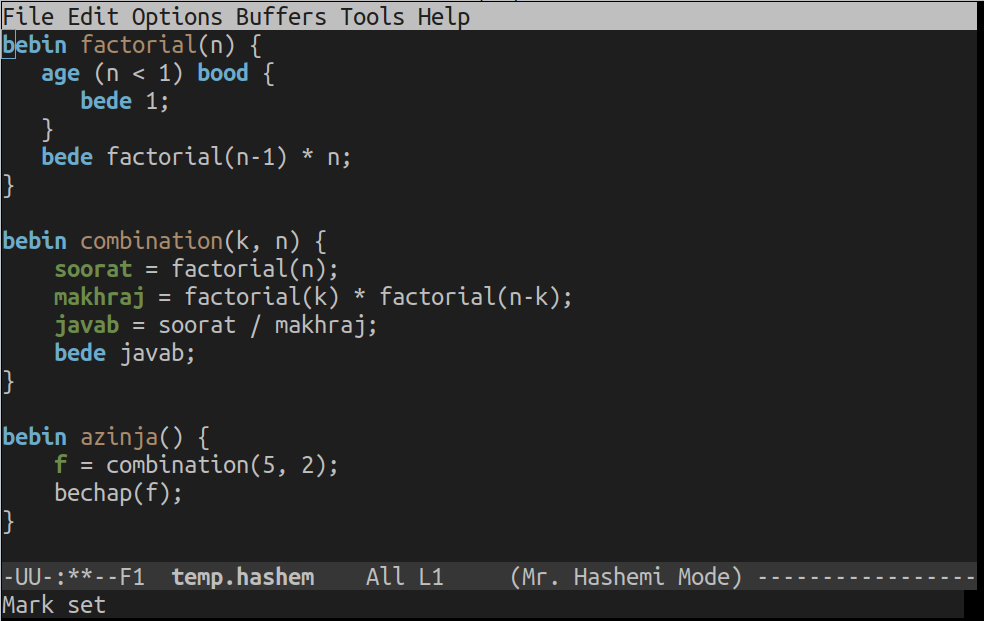 File Edit Options Buffers Tools Help
bebin factorial(n) {
   age (n < 1) bood {
      bede 1;
   }
   bede factorial(n-1) * n;
}

bebin combination(k, n) {
    soorat = factorial(n);
    makhraj = factorial(k) * factorial(n-k);
    javab = soorat / makhraj;
    bede javab;
}

bebin azinja() {
    f = combination(5, 2);
    bechap(f);
}

-UU-:**--F1  temp.hashem    All L1     (Mr. Hashemi Mode) -----------------
Mark set